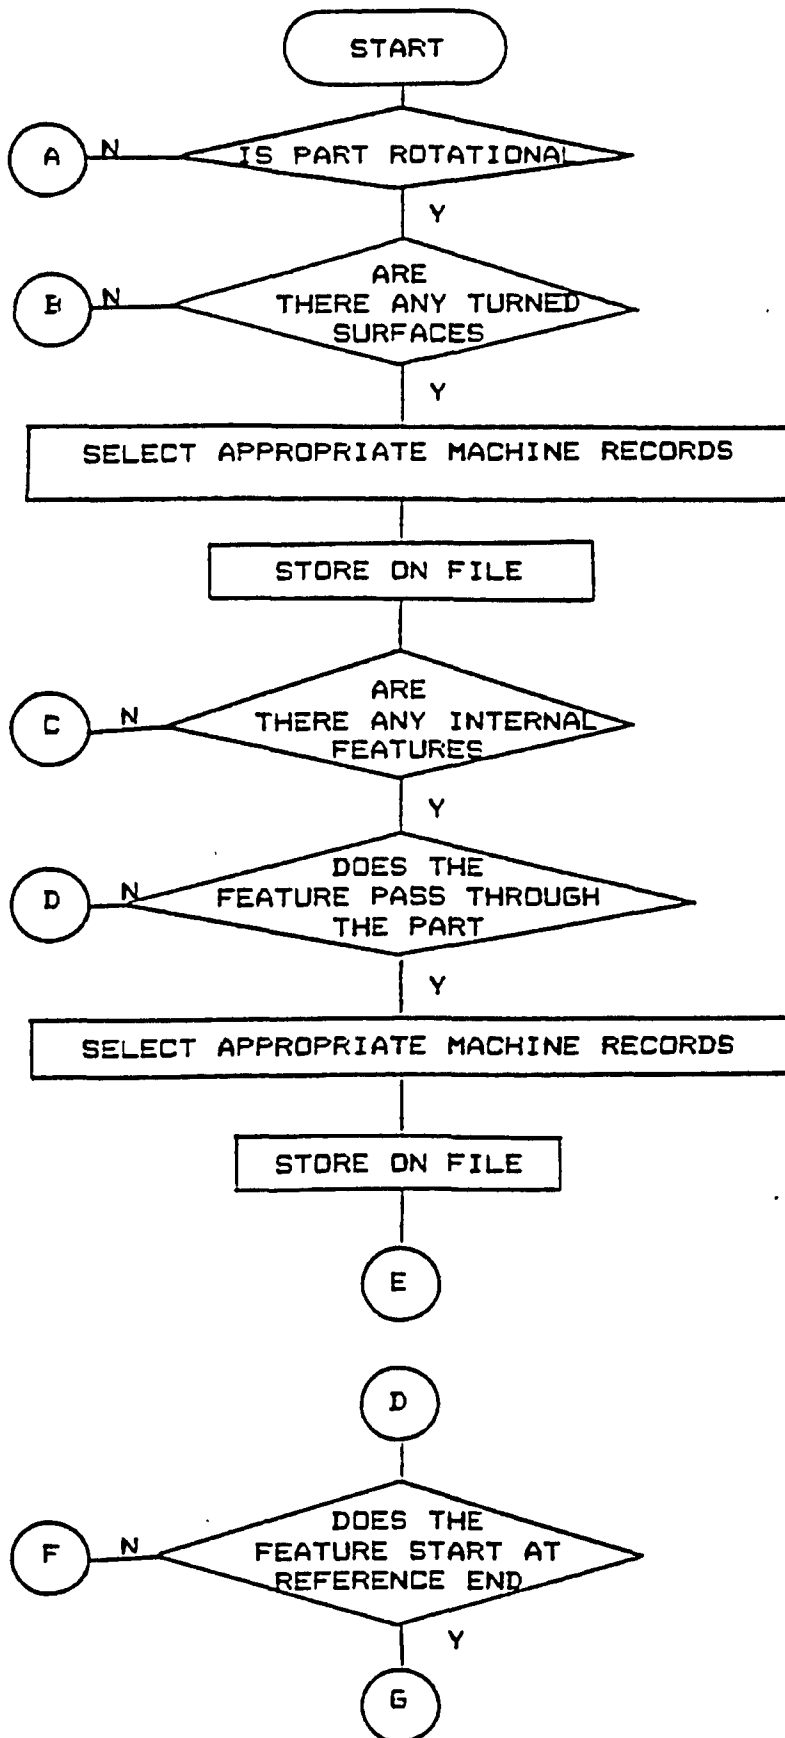 START
A N IS PART ROTATIONAL
Y
ARE
B N THERE ANY TURNED
SURFACES
Y
SELECT APPROPRIATE MACHINE RECORDS
STORE ON FILE
ARE
C N THERE ANY INTERNAL
FEATURES
Y
DOES THE
D N FEATURE PASS THROUGH
THE PART
Y
SELECT APPROPRIATE MACHINE RECORDS
STORE ON FILE
E
D
DOES THE
F N FEATURE START AT
REFERENCE END
Y
G